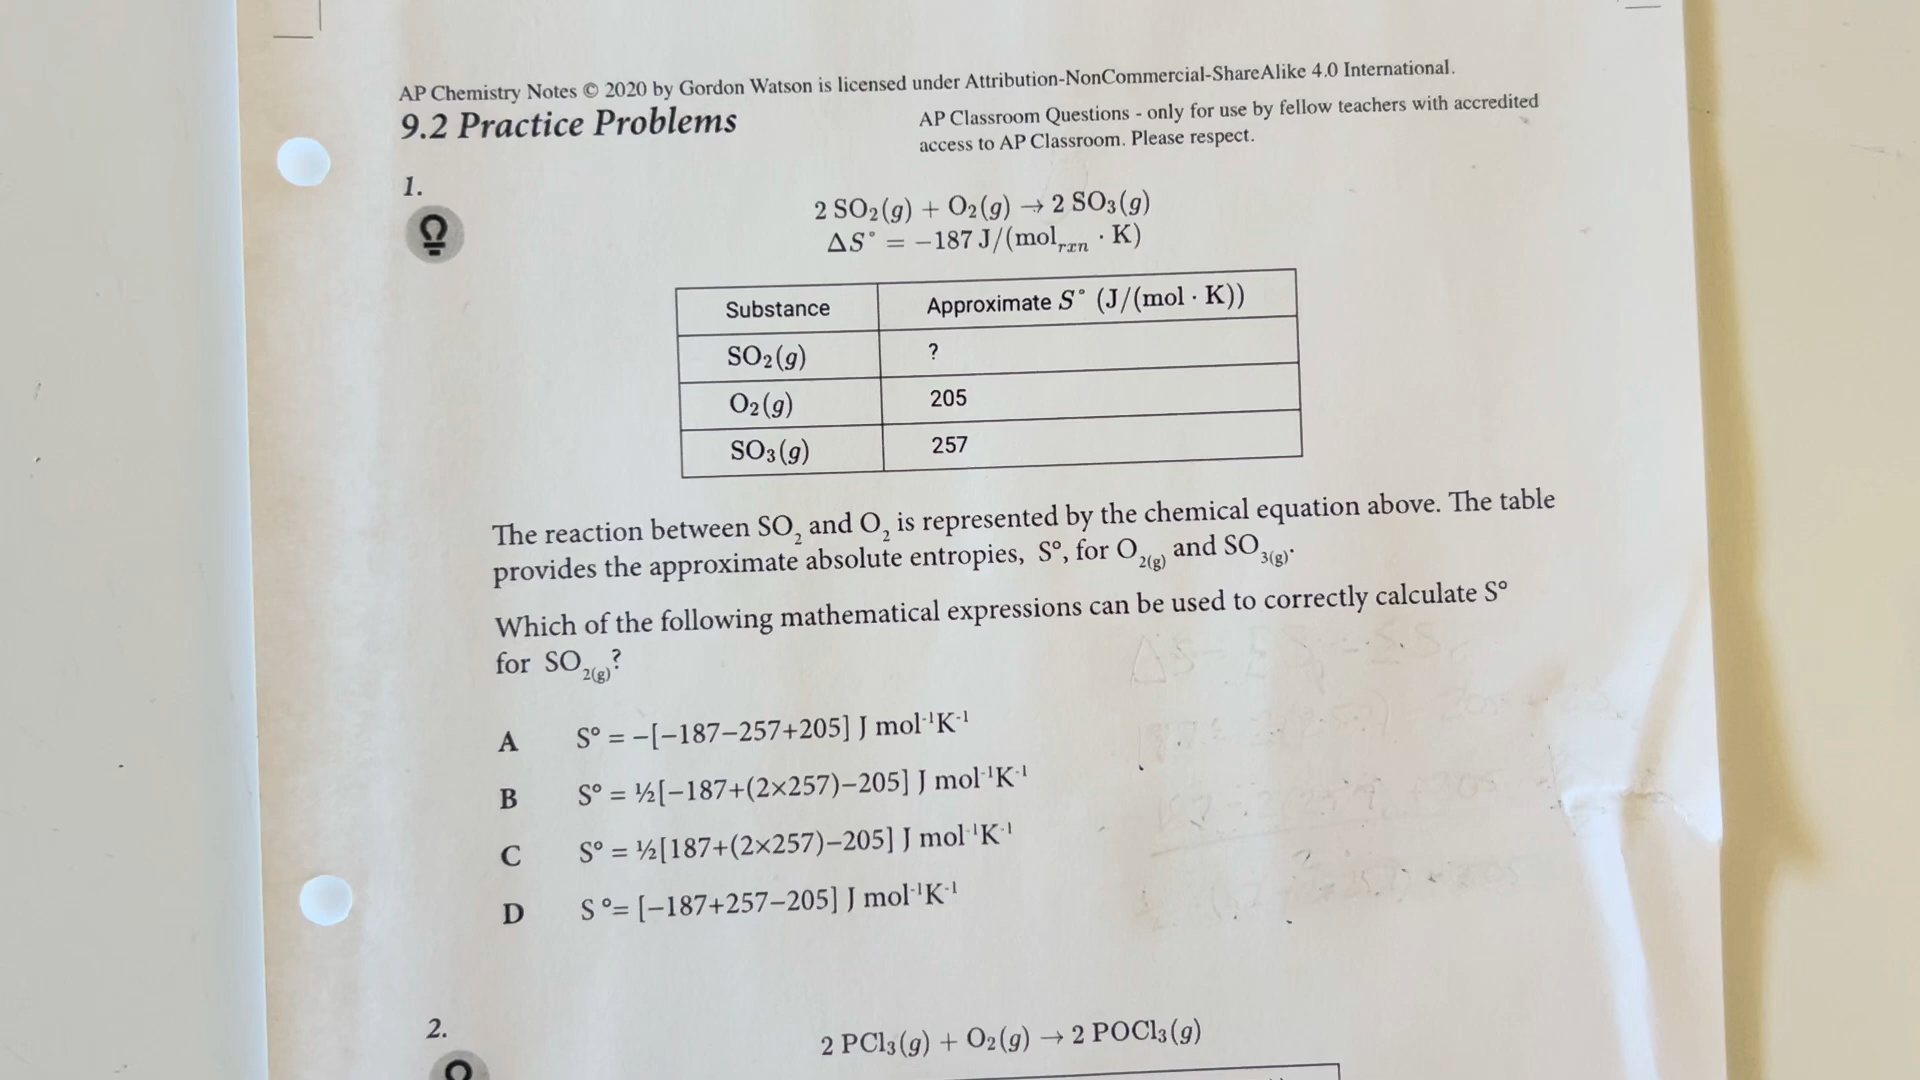 AP Chemistry Notes © 2020 by Gordon Watson is licensed under Attribution-NonCommercial-ShareAlike 4.0 International.
9.2 Practice Problems
AP Classroom Questions - only for use by fellow teachers with accredited
access to AP Classroom. Please respect.
1.
2 SO₂(g) + O₂(g) → 2 SO₃(g)
ΔS° = −187 J/(molᵣₓₙ · K)
Substance Approximate S° (J/(mol · K))
SO₂(g) ?
O₂(g) 205
SO₃(g) 257
The reaction between SO₂ and O₂ is represented by the chemical equation above. The table
provides the approximate absolute entropies, S°, for O₂₍g₎ and SO₃₍g₎.
Which of the following mathematical expressions can be used to correctly calculate S°
for SO₂₍g₎?
A S° = −[−187−257+205] J mol⁻¹K⁻¹
B S° = ½[−187+(2×257)−205] J mol⁻¹K⁻¹
C S° = ½[187+(2×257)−205] J mol⁻¹K⁻¹
D S °= [−187+257−205] J mol⁻¹K⁻¹
2.
2 PCl₃(g) + O₂(g) → 2 POCl₃(g)